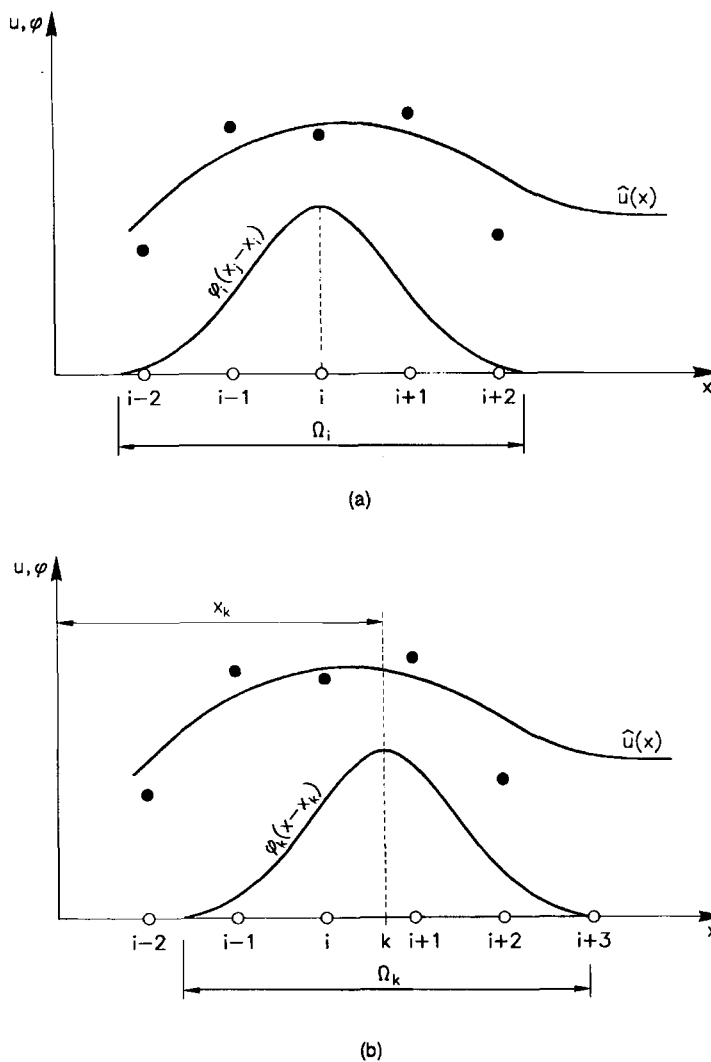 u, φ
û(x)
φᵢ(xⱼ−xᵢ)
i−2 i−1 i i+1 i+2 x
Ωᵢ
(a)
u, φ
xₖ
û(x)
φₖ(x−xₖ)
i−2 i−1 i k i+1 i+2 i+3 x
Ωₖ
(b)